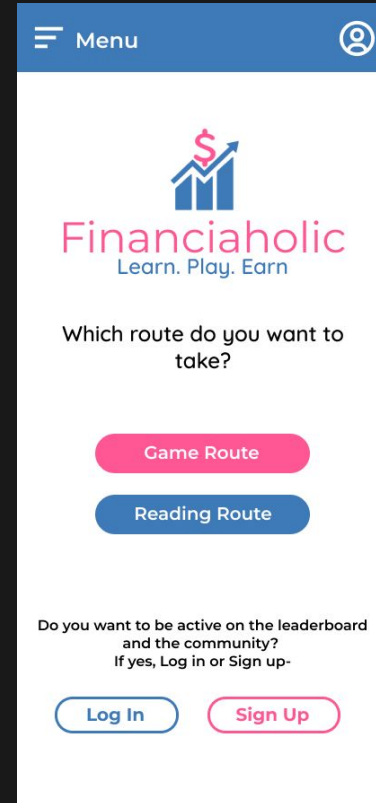 Menu
$
Financiaholic
Learn. Play. Earn
Which route do you want to
take?
Game Route
Reading Route
Do you want to be active on the leaderboard
and the community?
If yes, Log in or Sign up-
Log In
Sign Up